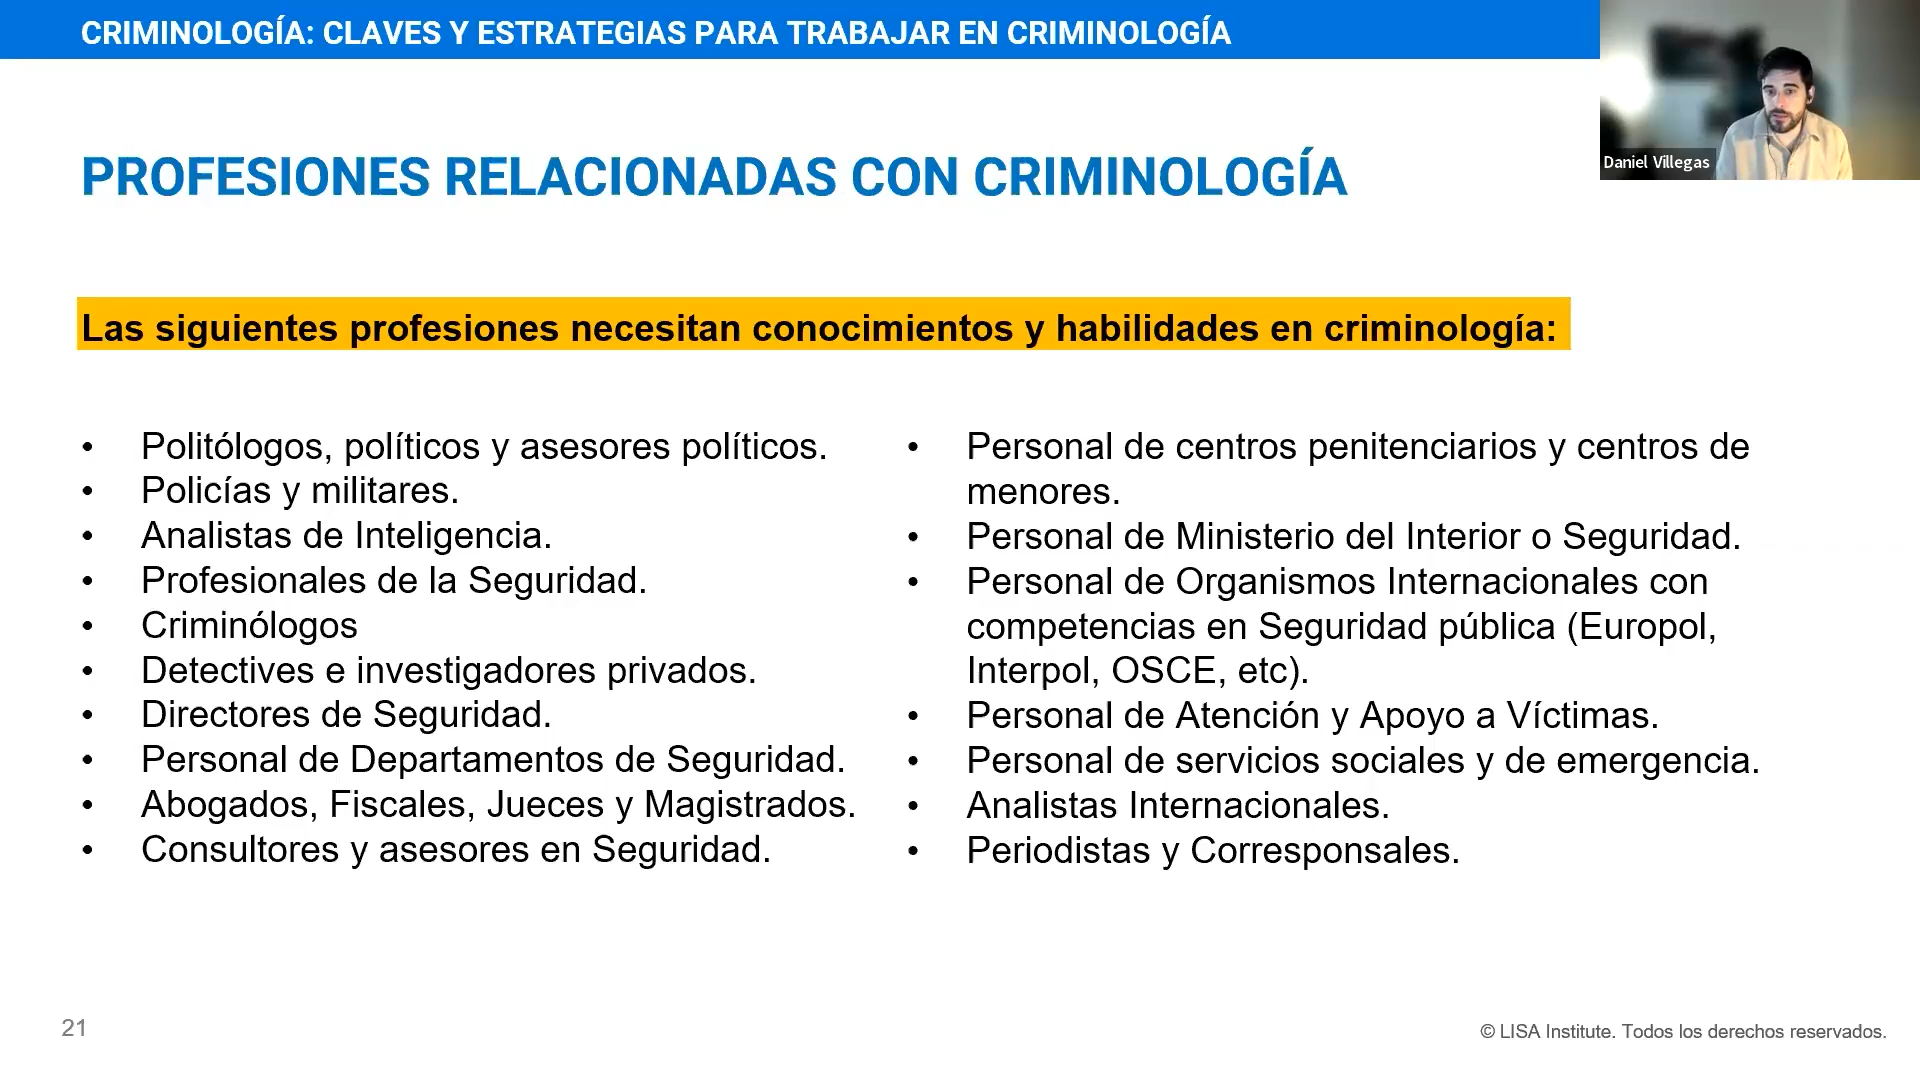 CRIMINOLOGÍA: CLAVES Y ESTRATEGIAS PARA TRABAJAR EN CRIMINOLOGÍA
Daniel Villegas
PROFESIONES RELACIONADAS CON CRIMINOLOGÍA
Las siguientes profesiones necesitan conocimientos y habilidades en criminología:
• Politólogos, políticos y asesores políticos.
• Policías y militares.
• Analistas de Inteligencia.
• Profesionales de la Seguridad.
• Criminólogos
• Detectives e investigadores privados.
• Directores de Seguridad.
• Personal de Departamentos de Seguridad.
• Abogados, Fiscales, Jueces y Magistrados.
• Consultores y asesores en Seguridad.
• Personal de centros penitenciarios y centros de
menores.
• Personal de Ministerio del Interior o Seguridad.
• Personal de Organismos Internacionales con
competencias en Seguridad pública (Europol,
Interpol, OSCE, etc).
• Personal de Atención y Apoyo a Víctimas.
• Personal de servicios sociales y de emergencia.
• Analistas Internacionales.
• Periodistas y Corresponsales.
21
© LISA Institute. Todos los derechos reservados.